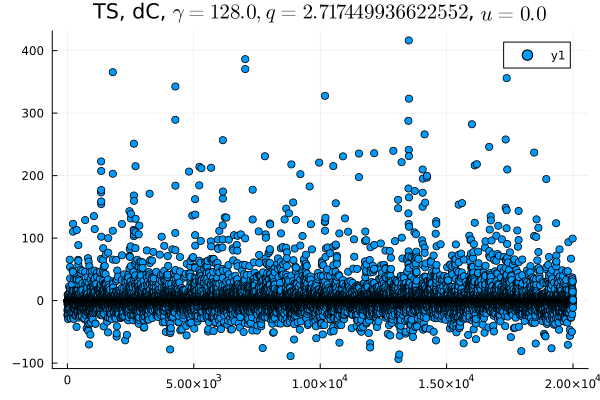 TS, dC, γ = 128.0, q = 2.717449936622552, u = 0.0
y1
400
300
200
100
0
−100
0 5.00×10³ 1.00×10⁴ 1.50×10⁴ 2.00×10⁴